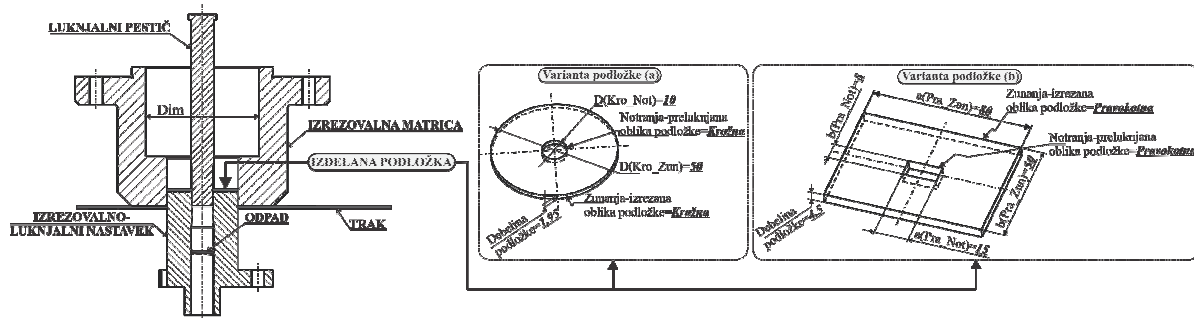 LUKNJALNI PESTIČ
Dim
IZREZOVALNA MATRICA
IZDELANA PODLOŽKA
IZREZOVALNO-
LUKNJALNI NASTAVEK
ODPAD
TRAK
Varianta podložke (a)
D(Kro_Not)=10
Notranja-preluknjana
oblika podložke=Krožna
D(Kro_Zun)=50
Zunanja-izrezana
oblika podložke=Krožna
Debelina
podložke=1,95
Varianta podložke (b)
a(Pra_Zun)=80
Zunanja-izrezana
oblika podložke=Pravokotna
b(Pra_Not)=8
Notranja-preluknjana
oblika podložke=Pravokotna
b(Pra_Zun)=50
Debelina
podložke=4,5
a(Pra_Not)=15